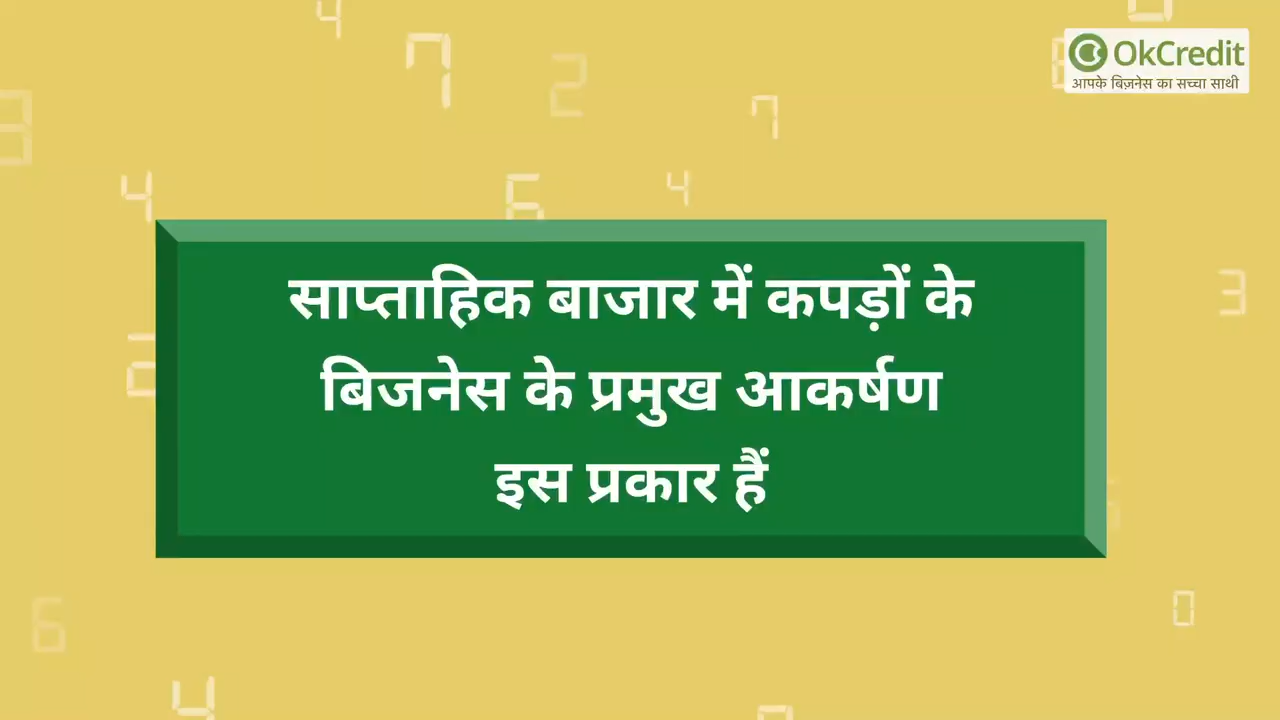 OkCredit
आपके बिज़नेस का सच्चा साथी
साप्ताहिक बाजार में कपड़ों के
बिजनेस के प्रमुख आकर्षण
इस प्रकार हैं